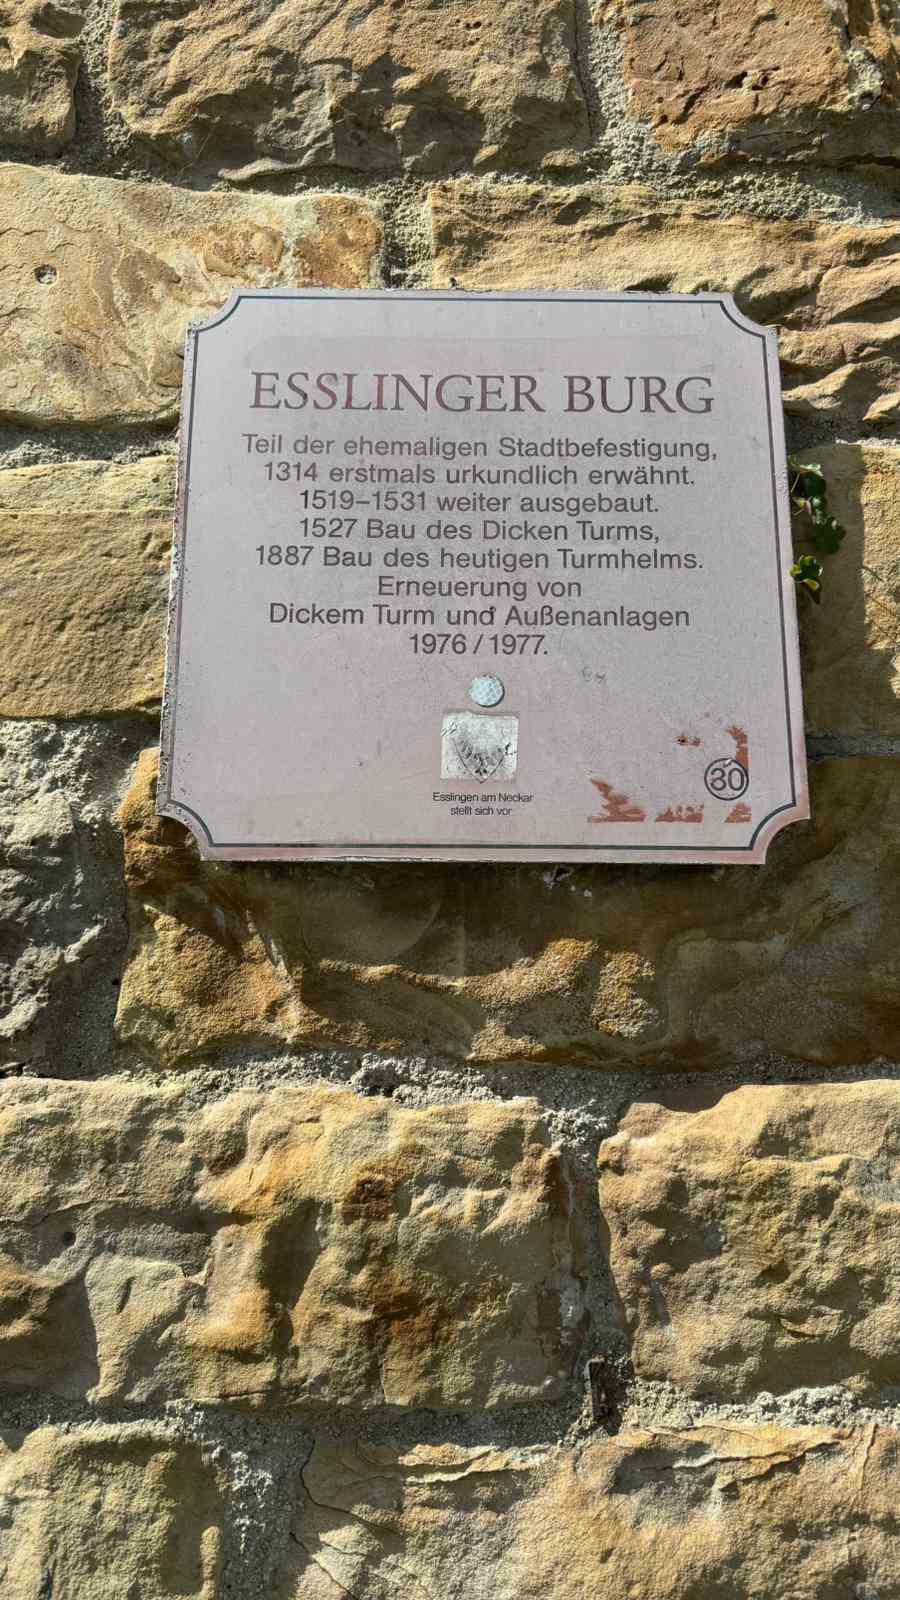 ESSLINGER BURG
Teil der ehemaligen Stadtbefestigung,
1314 erstmals urkundlich erwähnt.
1519–1531 weiter ausgebaut.
1527 Bau des Dicken Turms,
1887 Bau des heutigen Turmhelms.
Erneuerung von
Dickem Turm und Außenanlagen
1976 / 1977.
Esslingen am Neckar
stellt sich vor
30